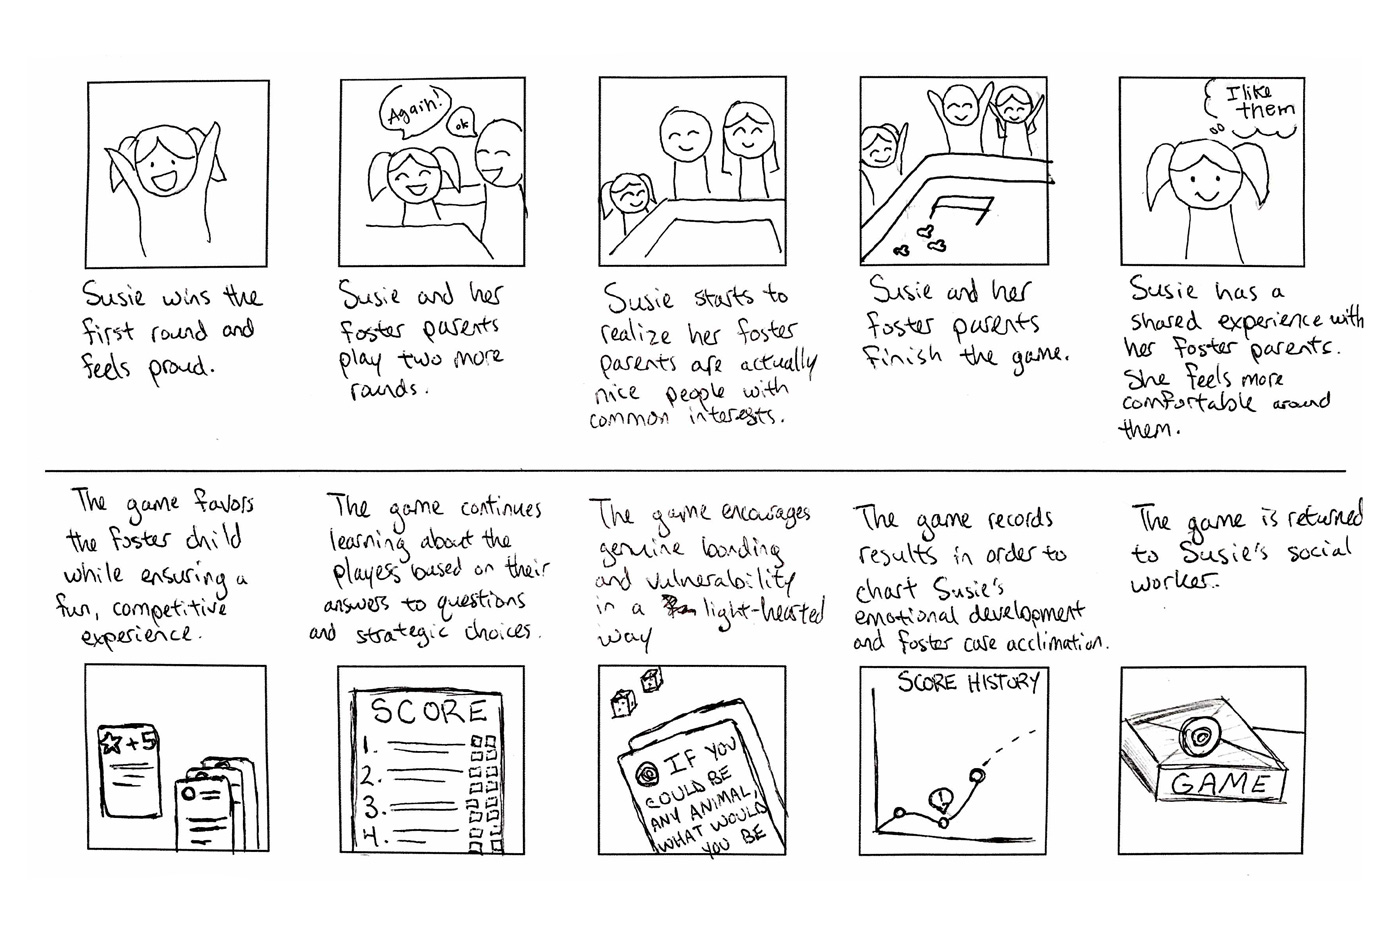 Again!
ok
I like
them
Susie wins the
first round and
feels proud.
Susie and her
foster parents
play two more
rounds.
Susie starts to
realize her foster
parents are actually
nice people with
common interests.
Susie and her
foster parents
finish the game.
Susie has a
shared experience with
her foster parents.
She feels more
comfortable around
them.
The game favors
the foster child
while ensuring a
fun, competitive
experience.
The game continues
learning about the
players based on their
answers to questions
and strategic choices.
The game encourages
genuine bonding
and vulnerability
in a light-hearted
way
The game records
results in order to
chart Susie's
emotional development
and foster care acclimation.
The game is returned
to Susie's social
worker.
+5
SCORE
1.
2.
3.
4.
IF YOU
COULD BE
ANY ANIMAL,
WHAT WOULD
YOU BE
SCORE HISTORY
!
GAME